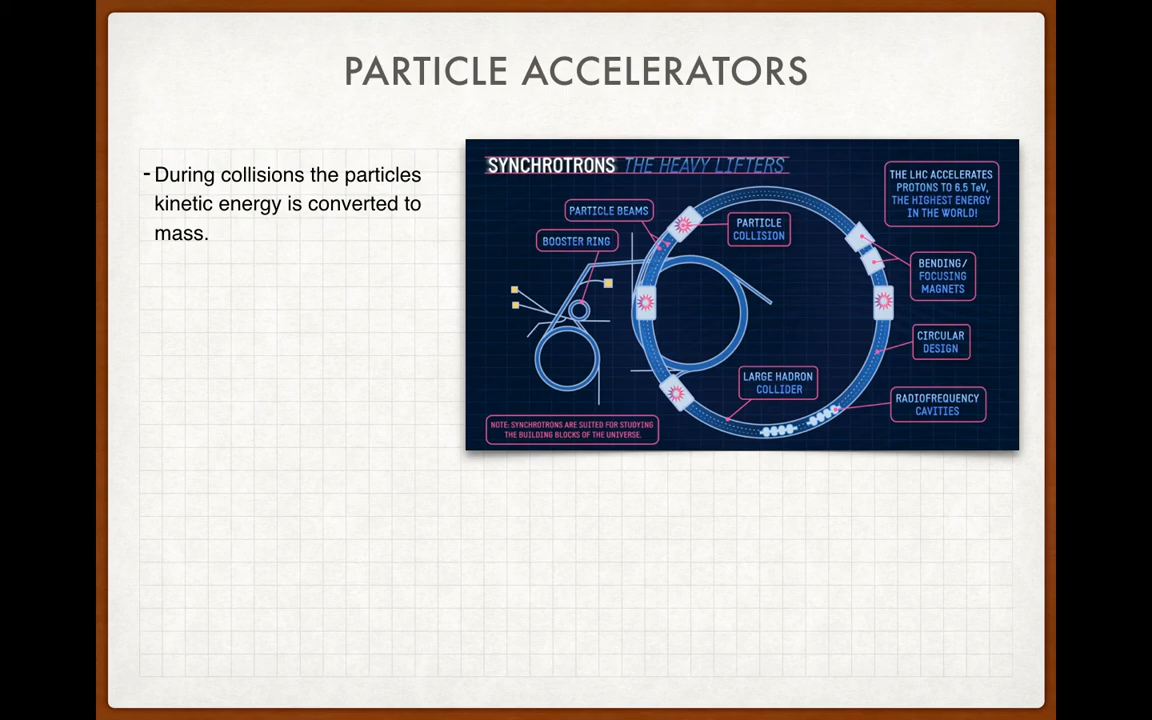 PARTICLE ACCELERATORS
- During collisions the particles
kinetic energy is converted to
mass.
SYNCHROTRONS THE HEAVY LIFTERS
THE LHC ACCELERATES
PROTONS TO 6.5 TeV,
THE HIGHEST ENERGY
IN THE WORLD!
PARTICLE BEAMS
PARTICLE
COLLISION
BOOSTER RING
BENDING/
FOCUSING
MAGNETS
CIRCULAR
DESIGN
LARGE HADRON
COLLIDER
RADIOFREQUENCY
CAVITIES
NOTE: SYNCHROTRONS ARE SUITED FOR STUDYING
THE BUILDING BLOCKS OF THE UNIVERSE.